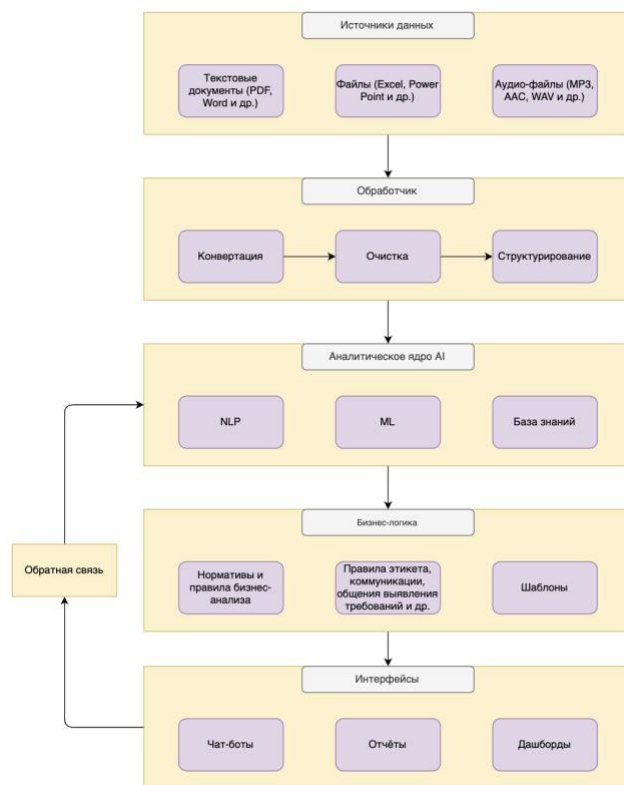 Источники данных
Текстовые
документы (PDF,
Word и др.)
Файлы (Excel, Power
Point и др.)
Аудио-файлы (MP3,
AAC, WAV и др.)
Обработчик
Конвертация
Очистка
Структурирование
Аналитическое ядро AI
NLP
ML
База знаний
Бизнес-логика
Обратная связь
Нормативы и
правила бизнес-
анализа
Правила этикета,
коммуникации,
общения выявления
требований и др.
Шаблоны
Интерфейсы
Чат-боты
Отчёты
Дашборды